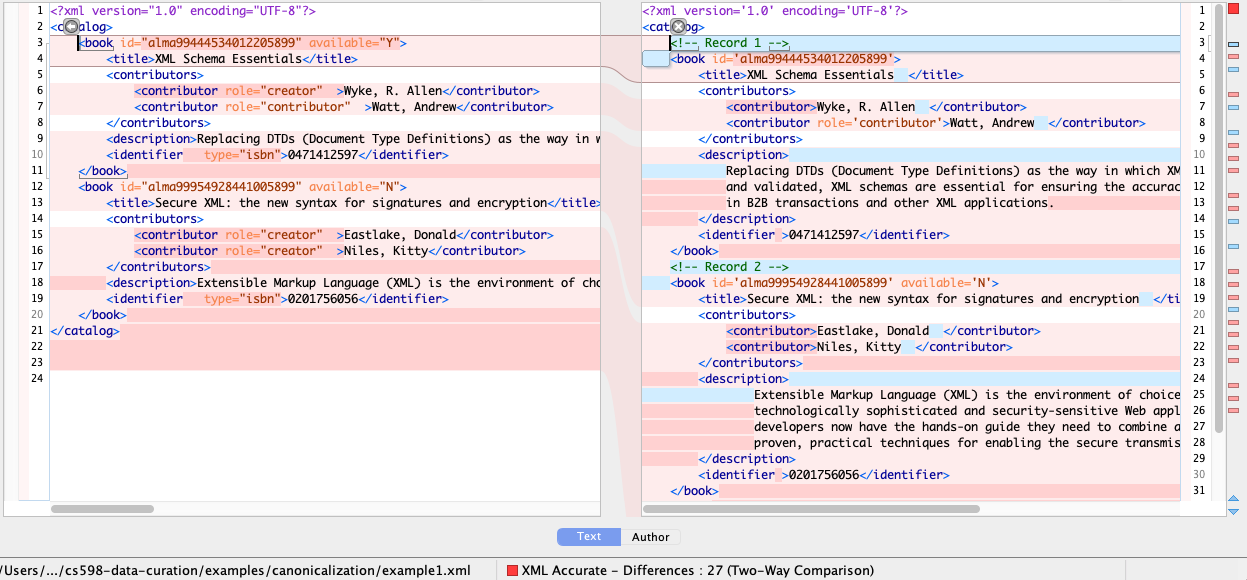 1 <?xml version="1.0" encoding="UTF-8"?>
2 <catalog>
3 <book id="alma99444534012205899" available="Y">
4 <title>XML Schema Essentials</title>
5 <contributors>
6 <contributor role="creator" >Wyke, R. Allen</contributor>
7 <contributor role="contributor" >Watt, Andrew</contributor>
8 </contributors>
9 <description>Replacing DTDs (Document Type Definitions) as the way in w
10 <identifier type="isbn">0471412597</identifier>
11 </book>
12 <book id="alma99954928441005899" available="N">
13 <title>Secure XML: the new syntax for signatures and encryption</title>
14 <contributors>
15 <contributor role="creator" >Eastlake, Donald</contributor>
16 <contributor role="creator" >Niles, Kitty</contributor>
17 </contributors>
18 <description>Extensible Markup Language (XML) is the environment of cho
19 <identifier type="isbn">0201756056</identifier>
20 </book>
21 </catalog>
22
23
24
<?xml version='1.0' encoding='UTF-8'?> 1
<catalog> 2
<!-- Record 1 --> 3
<book id='alma99444534012205899'> 4
<title>XML Schema Essentials </title> 5
<contributors> 6
<contributor>Wyke, R. Allen </contributor> 7
<contributor role='contributor'>Watt, Andrew </contributor> 8
</contributors> 9
<description> 10
Replacing DTDs (Document Type Definitions) as the way in which XM 11
and validated, XML schemas are essential for ensuring the accurac 12
in B2B transactions and other XML applications. 13
</description> 14
<identifier >0471412597</identifier> 15
</book> 16
<!-- Record 2 --> 17
<book id='alma99954928441005899' available='N'> 18
<title>Secure XML: the new syntax for signatures and encryption </ti 19
<contributors> 20
<contributor>Eastlake, Donald </contributor> 21
<contributor>Niles, Kitty </contributor> 22
</contributors> 23
<description> 24
Extensible Markup Language (XML) is the environment of choice 25
technologically sophisticated and security-sensitive Web appl 26
developers now have the hands-on guide they need to combine a 27
proven, practical techniques for enabling the secure transmis 28
</description> 29
<identifier >0201756056</identifier> 30
</book> 31
Text Author
/Users/.../cs598-data-curation/examples/canonicalization/example1.xml XML Accurate - Differences : 27 (Two-Way Comparison)